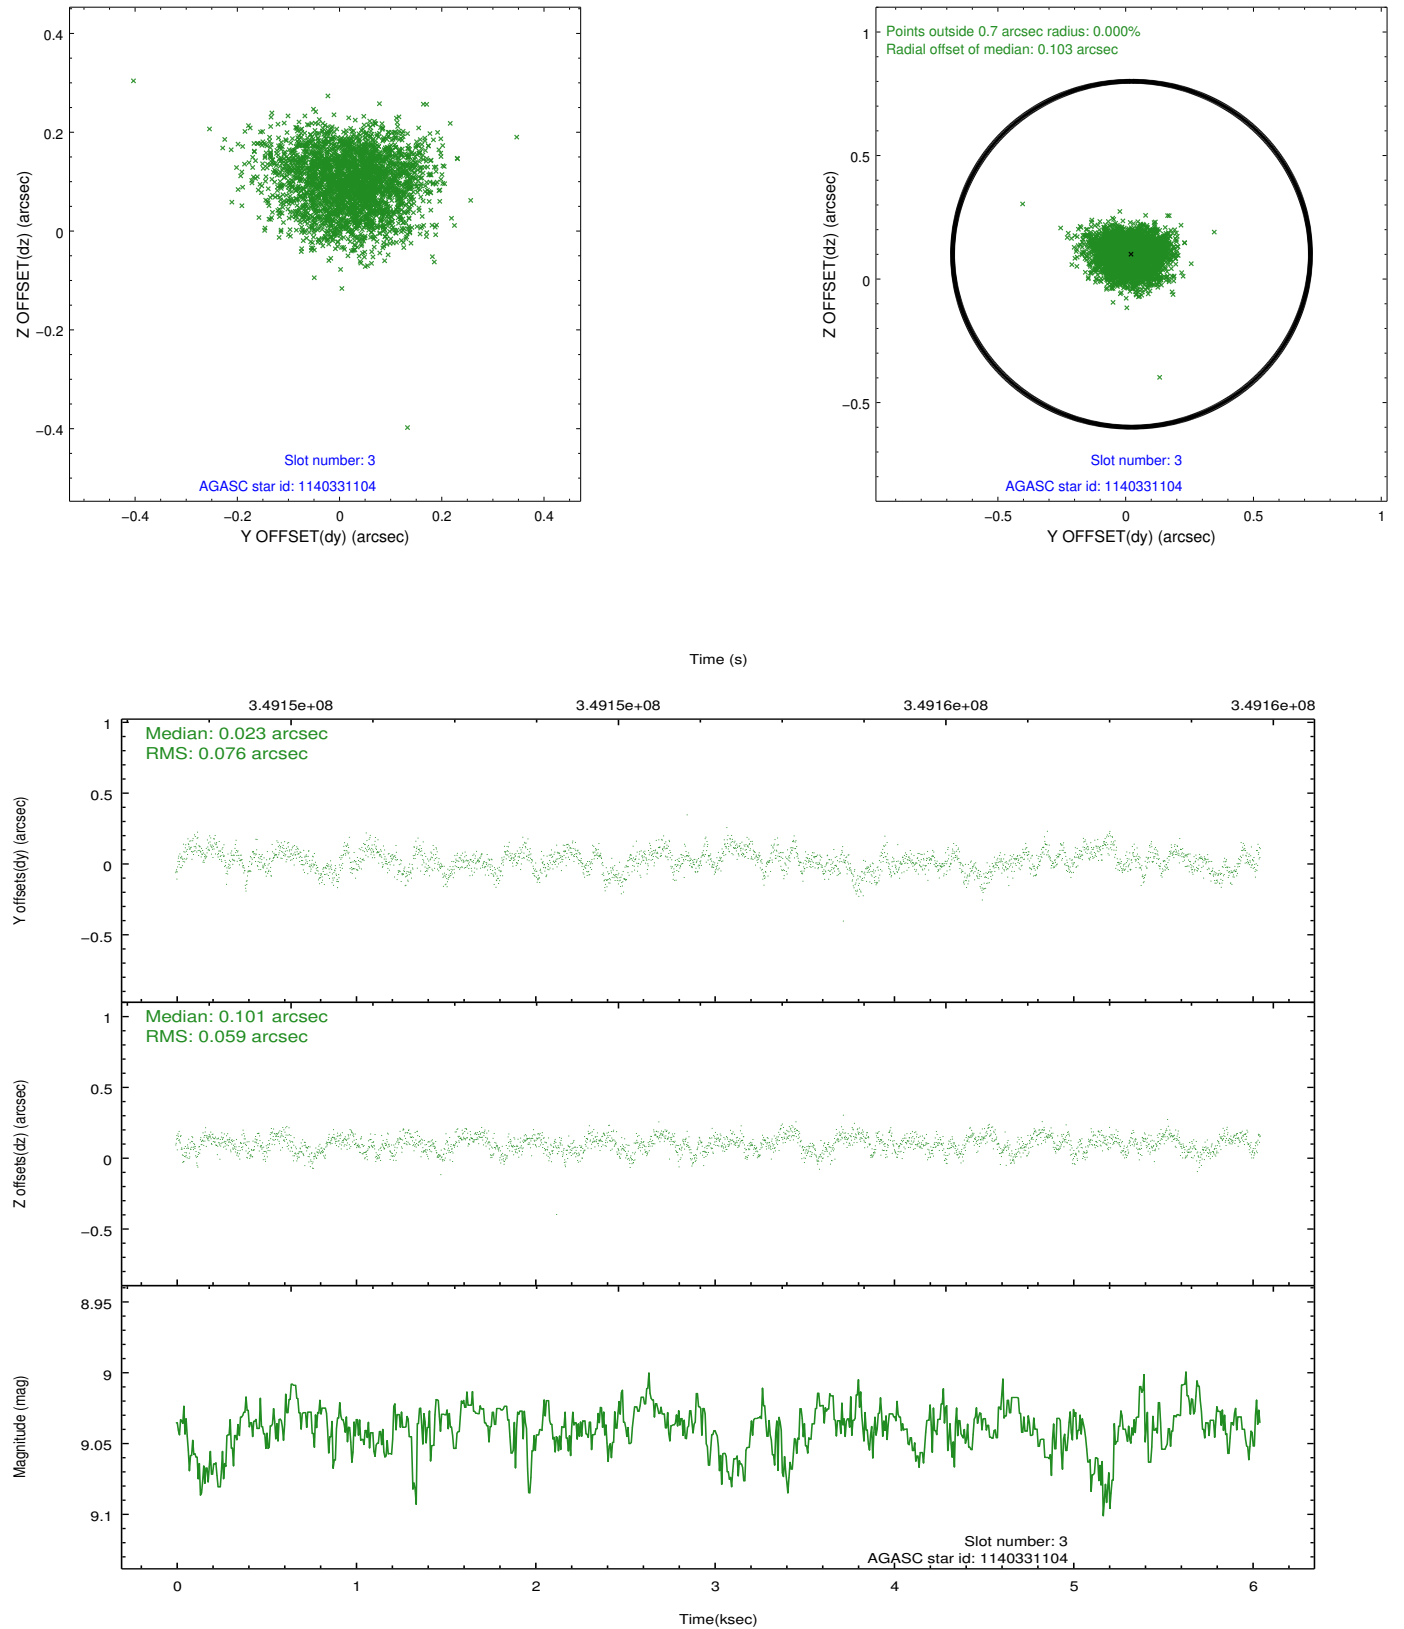 0.4
0.2
0
−0.2
−0.4
Z OFFSET(dz) (arcsec)
Slot number: 3
AGASC star id: 1140331104
−0.4 −0.2 0 0.2 0.4
Y OFFSET(dy) (arcsec)
Points outside 0.7 arcsec radius: 0.000%
Radial offset of median: 0.103 arcsec
1
0.5
0
−0.5
Z OFFSET(dz) (arcsec)
Slot number: 3
AGASC star id: 1140331104
−0.5 0 0.5 1
Y OFFSET(dy) (arcsec)
Time (s)
3.4915e+08 3.4915e+08 3.4916e+08 3.4916e+08
Median: 0.023 arcsec
RMS: 0.076 arcsec
1
0.5
0
−0.5
Y offsets(dy) (arcsec)
Median: 0.101 arcsec
RMS: 0.059 arcsec
1
0.5
0
−0.5
Z offsets(dz) (arcsec)
8.95
9
9.05
9.1
Magnitude (mag)
Slot number: 3
AGASC star id: 1140331104
0 1 2 3 4 5 6
Time(ksec)